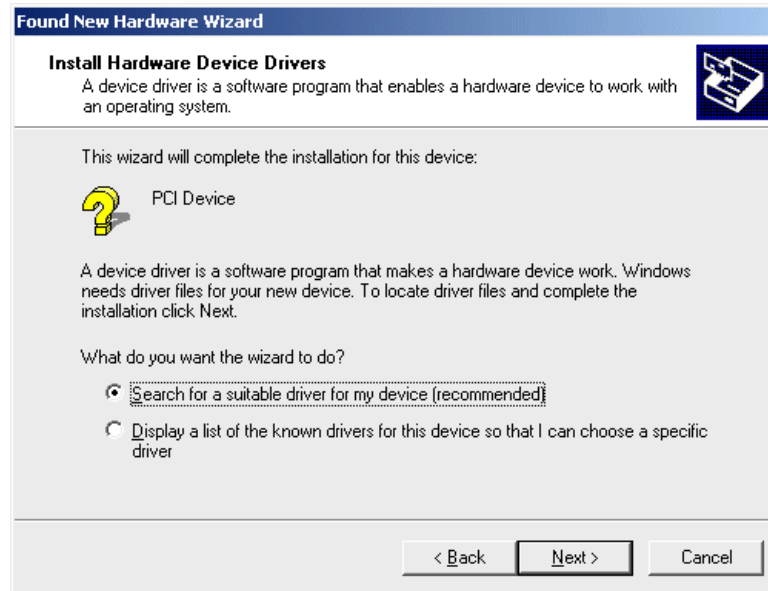 Found New Hardware Wizard
Install Hardware Device Drivers
A device driver is a software program that enables a hardware device to work with
an operating system.
This wizard will complete the installation for this device:
PCI Device
A device driver is a software program that makes a hardware device work. Windows
needs driver files for your new device. To locate driver files and complete the
installation click Next.
What do you want the wizard to do?
Search for a suitable driver for my device (recommended)
Display a list of the known drivers for this device so that I can choose a specific
driver
< Back Next > Cancel